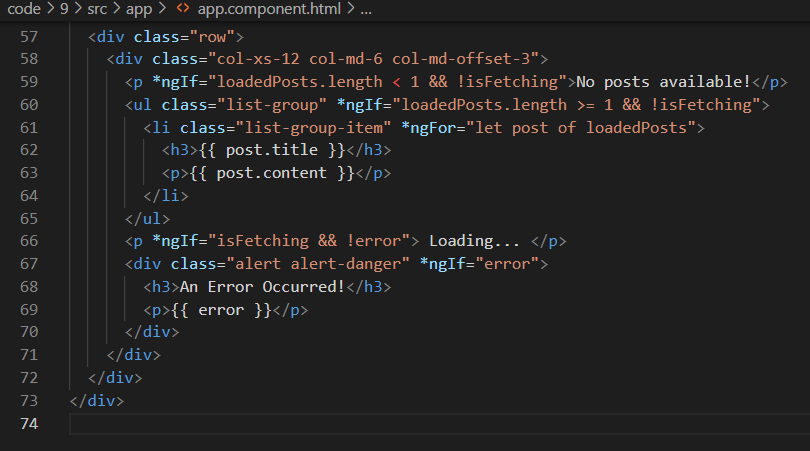 code > 9 > src > app > <> app.component.html > ...
57 <div class="row">
58 <div class="col-xs-12 col-md-6 col-md-offset-3">
59 <p *ngIf="loadedPosts.length < 1 && !isFetching">No posts available!</p>
60 <ul class="list-group" *ngIf="loadedPosts.length >= 1 && !isFetching">
61 <li class="list-group-item" *ngFor="let post of loadedPosts">
62 <h3>{{ post.title }}</h3>
63 <p>{{ post.content }}</p>
64 </li>
65 </ul>
66 <p *ngIf="isFetching && !error"> Loading... </p>
67 <div class="alert alert-danger" *ngIf="error">
68 <h3>An Error Occurred!</h3>
69 <p>{{ error }}</p>
70 </div>
71 </div>
72 </div>
73 </div>
74